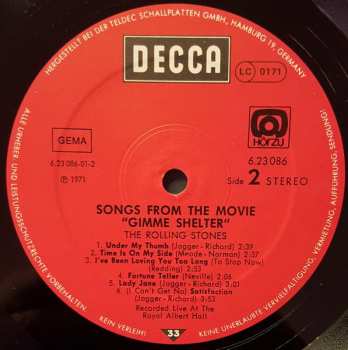 HERGESTELLT BEI DER TELDEC SCHALLPLATTEN GMBH, HAMBURG 19, GERMANY
DECCA
LC 0171
GEMA
HÖRZU
6.23 086-01-2
6.23 086
℗ 1971
Side 2 STEREO
SONGS FROM THE MOVIE
"GIMME SHELTER"
THE ROLLING STONES
1. Under My Thumb (Jagger - Richard) 2:39
2. Time Is On My Side (Meade - Norman) 2:37
3. I've Been Loving You Too Long (To Stop Now)
(Redding) 2:53
4. Fortune Teller (Neville) 2:06
5. Lady Jane (Jagger - Richard) 3:01
6. (I Can't Get No) Satisfaction
(Jagger - Richard) 2:53
Recorded Live At The
Royal Albert Hall
33
ALLE URHEBER- UND LEISTUNGSSCHUTZRECHTE VORBEHALTEN.
KEIN VERLEIH!
KEINE UNERLAUBTE VERVIELFÄLTIGUNG, VERMIETUNG, AUFFÜHRUNG, SENDUNG!